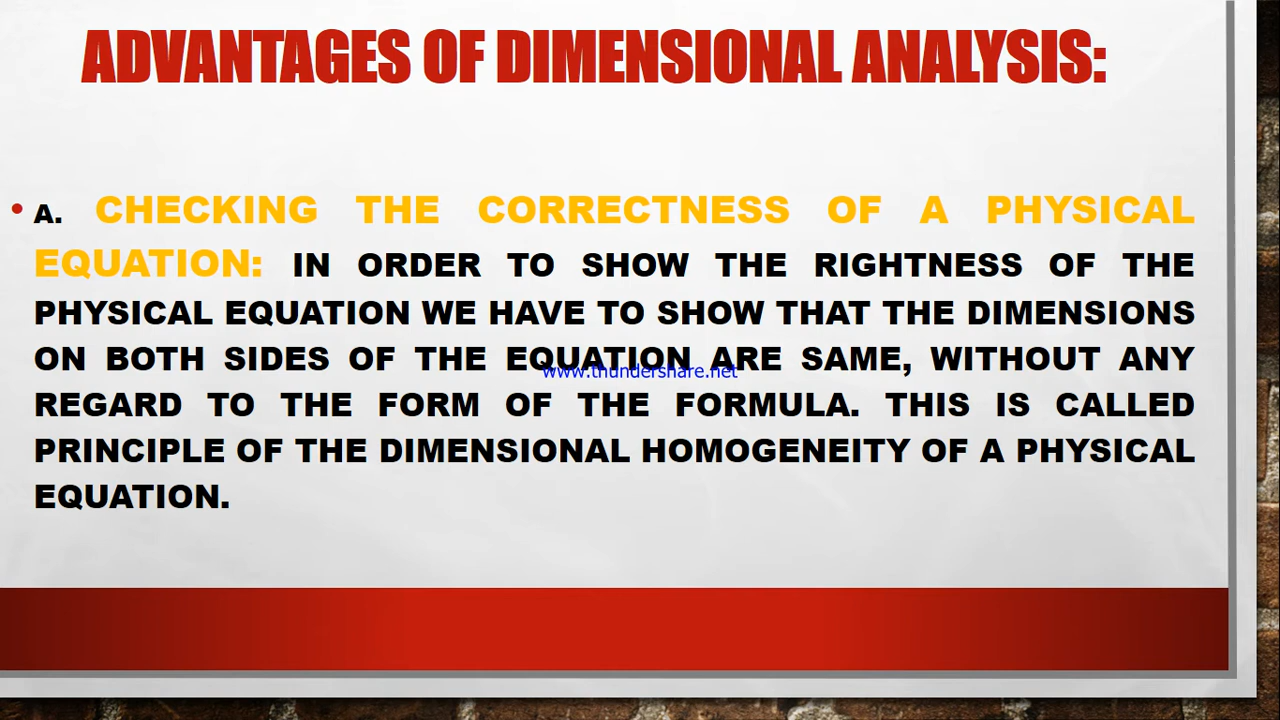 ADVANTAGES OF DIMENSIONAL ANALYSIS:
• A. CHECKING THE CORRECTNESS OF A PHYSICAL
EQUATION: IN ORDER TO SHOW THE RIGHTNESS OF THE
PHYSICAL EQUATION WE HAVE TO SHOW THAT THE DIMENSIONS
ON BOTH SIDES OF THE EQUATION ARE SAME, WITHOUT ANY
www.thundershare.net
REGARD TO THE FORM OF THE FORMULA. THIS IS CALLED
PRINCIPLE OF THE DIMENSIONAL HOMOGENEITY OF A PHYSICAL
EQUATION.